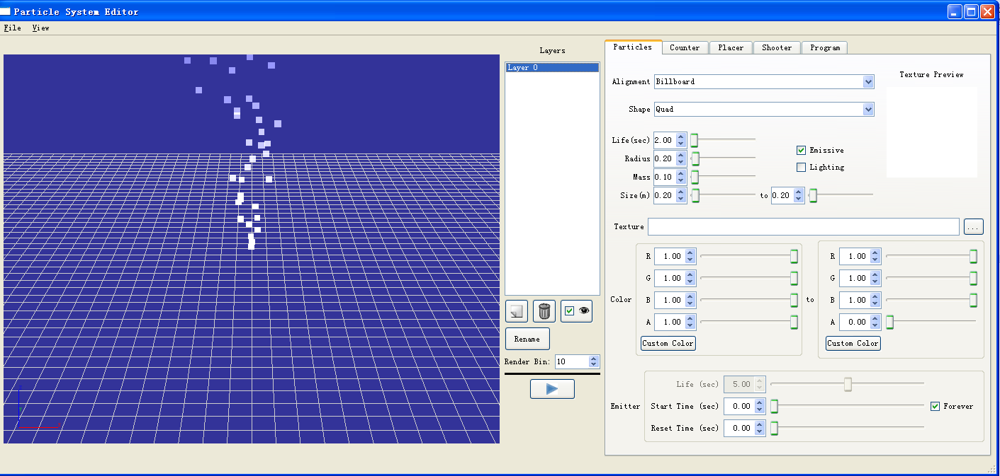 Particle System Editor
File View
Layers
Layer 0
Rename
Render Bin: 10
Particles Counter Placer Shooter Program
Alignment Billboard
Texture Preview
Shape Quad
Life(sec) 2.00
Emissive
Radius 0.20
Lighting
Mass 0.10
Size(m) 0.20 to 0.20
Texture ...
R 1.00 R 1.00
G 1.00 G 1.00
Color B 1.00 to B 1.00
A 1.00 A 0.00
Custom Color Custom Color
Life (sec) 5.00
Emitter Start Time (sec) 0.00 Forever
Reset Time (sec) 0.00